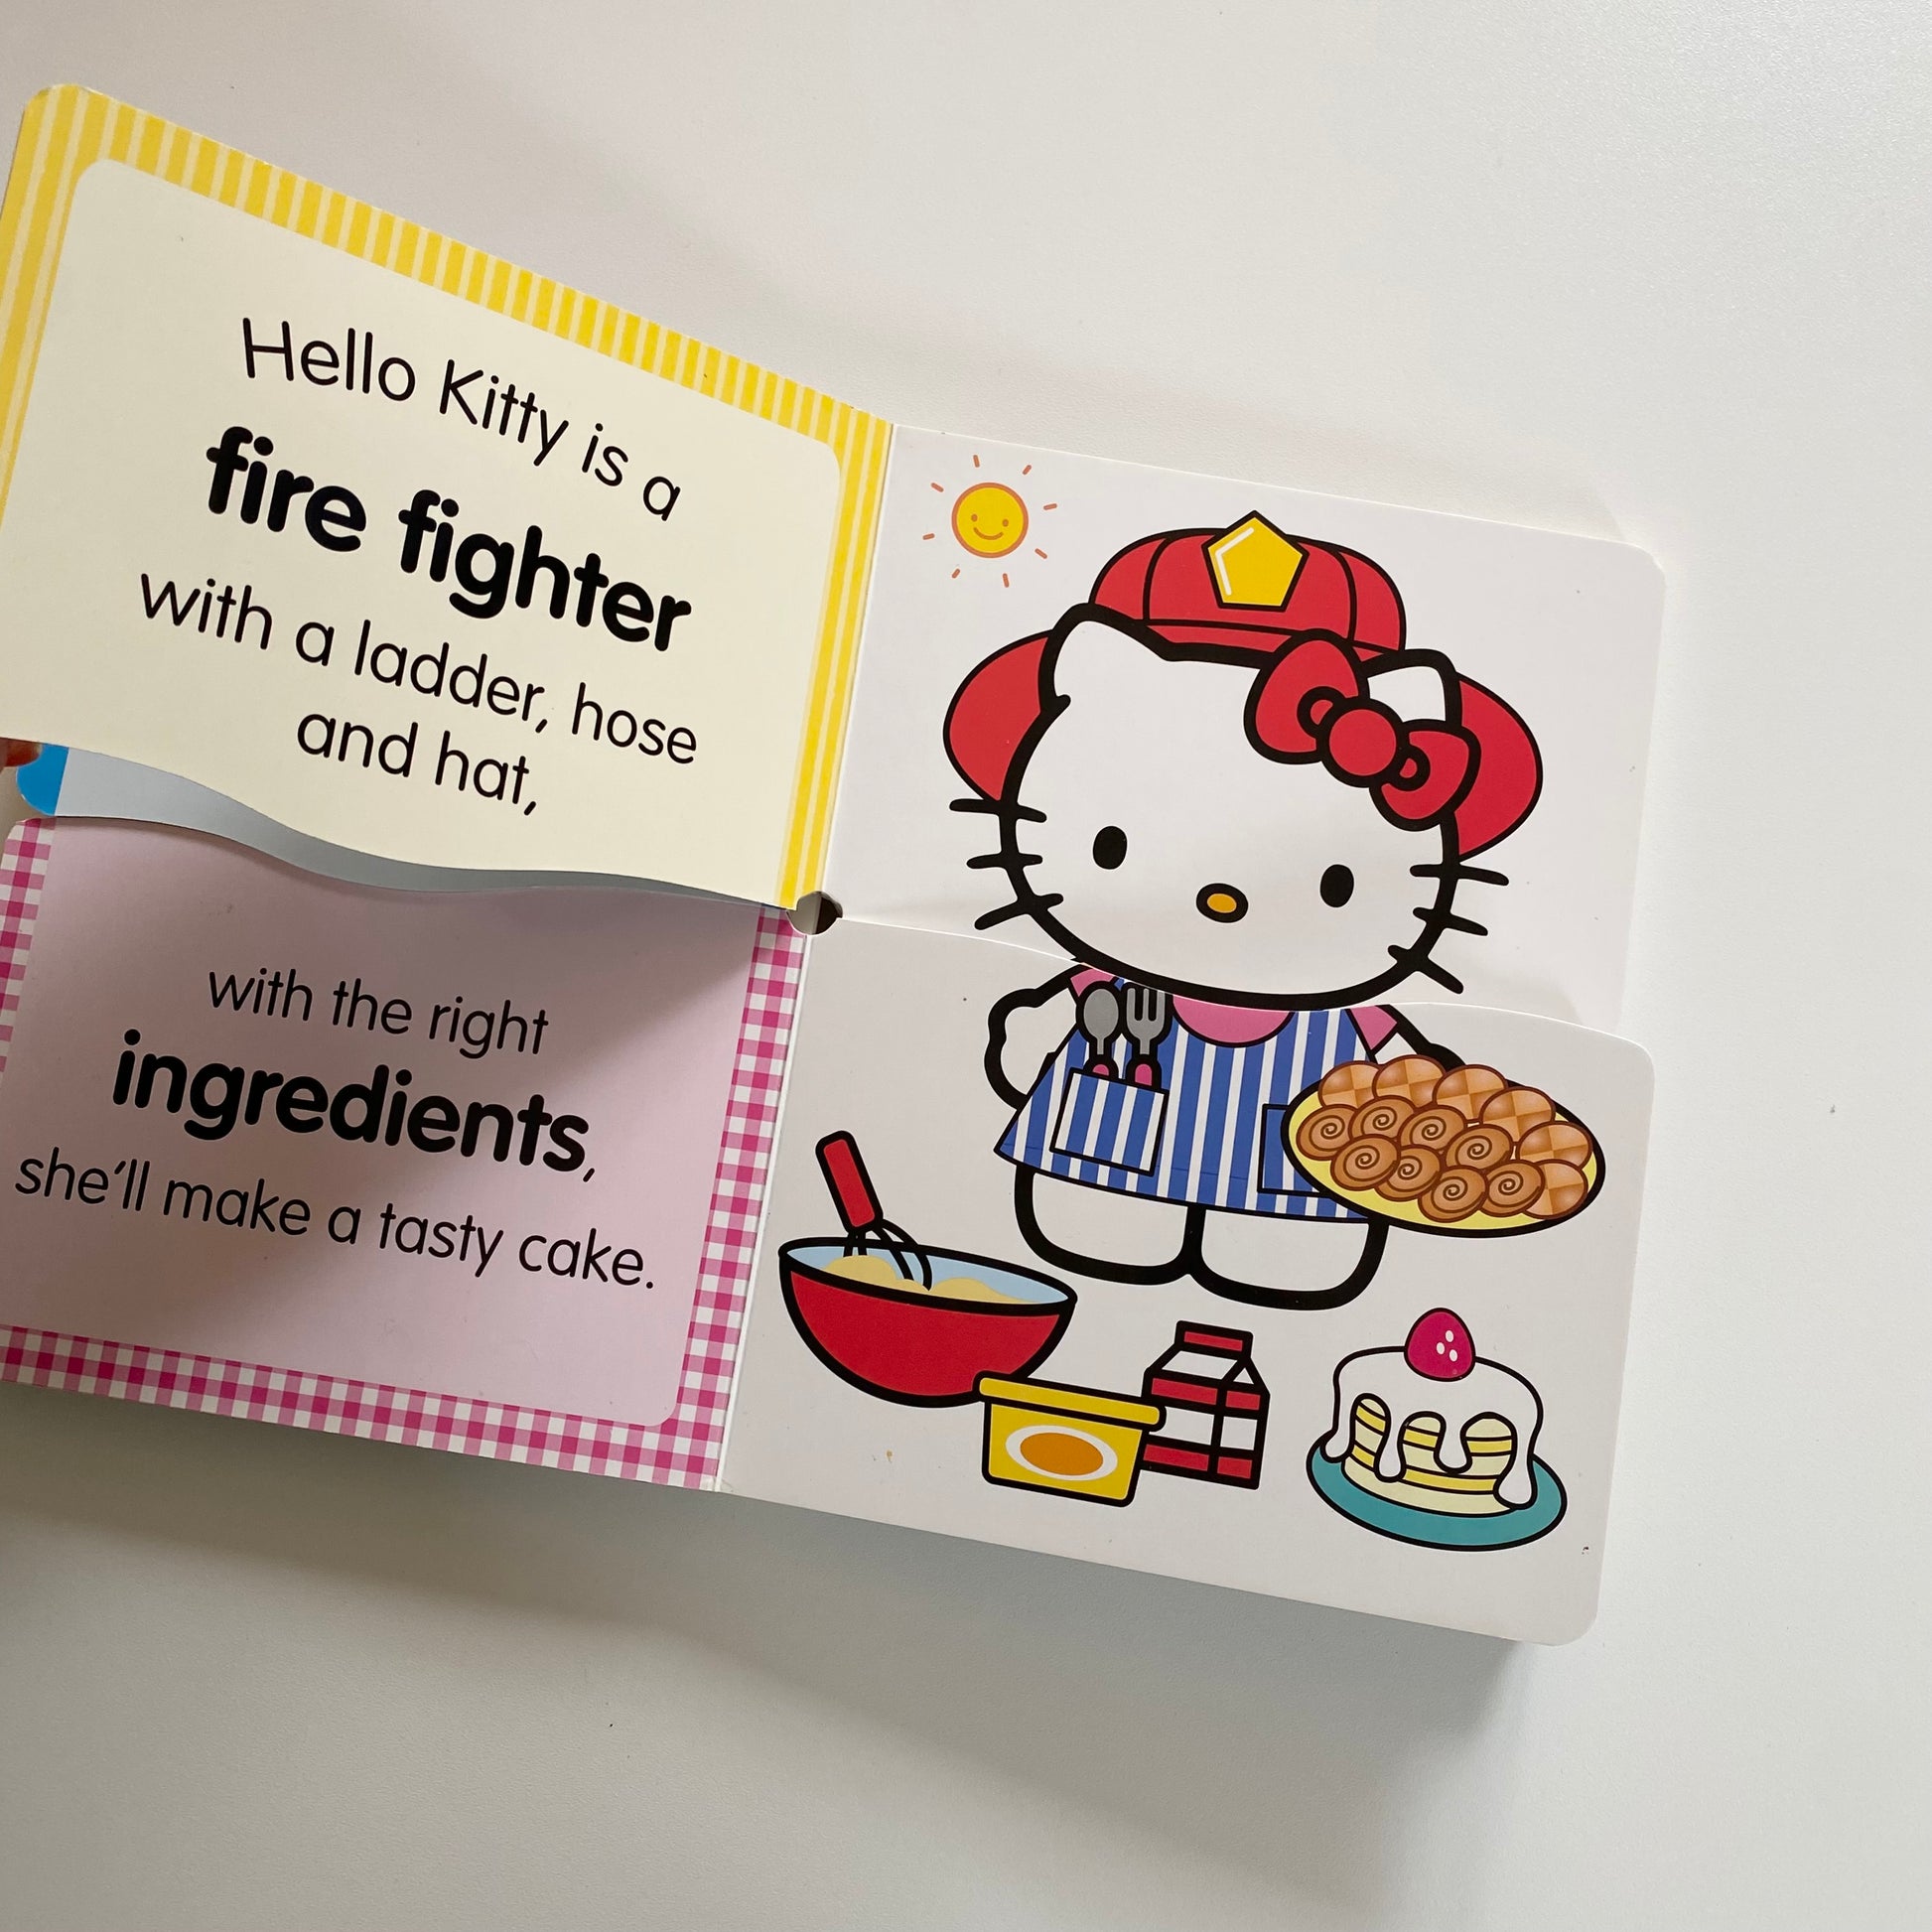 Hello Kitty is a
fire fighter
with a ladder, hose
and hat,
with the right
ingredients,
she'll make a tasty cake.